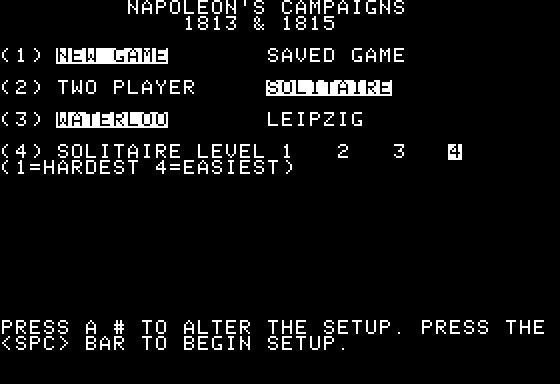 NAPOLEON'S CAMPAIGNS
1813 & 1815
(1) NEW GAME SAVED GAME
(2) TWO PLAYER SOLITAIRE
(3) WATERLOO LEIPZIG
(4) SOLITAIRE LEVEL 1 2 3 4
(1=HARDEST 4=EASIEST)
PRESS A # TO ALTER THE SETUP. PRESS THE
<SPC> BAR TO BEGIN SETUP.